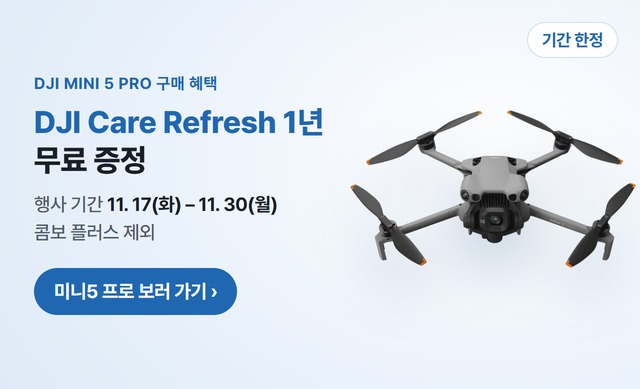 기간 한정
DJI MINI 5 PRO 구매 혜택
DJI Care Refresh 1년
무료 증정
행사 기간 11. 17(화) – 11. 30(월)
콤보 플러스 제외
미니5 프로 보러 가기 ›